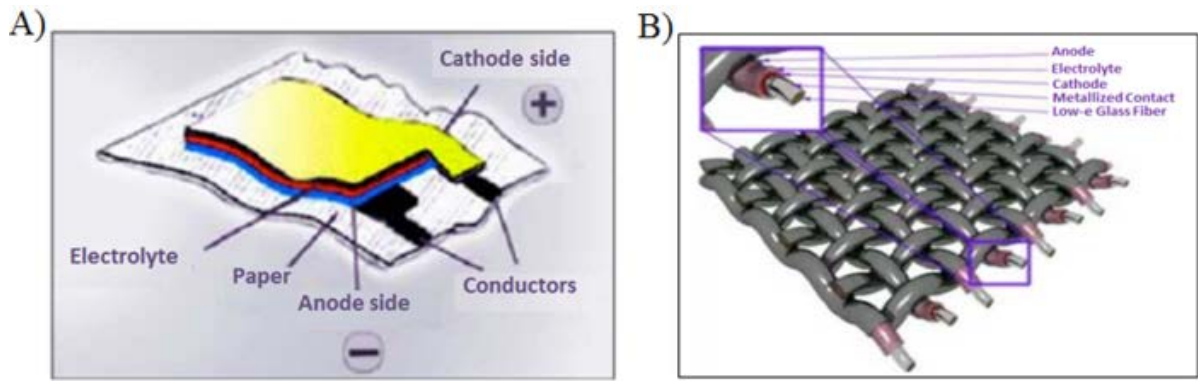 A)
Cathode side
+
Electrolyte
Paper
Anode side
Conductors
−
B)
Anode
Electrolyte
Cathode
Metallized Contact
Low-e Glass Fiber